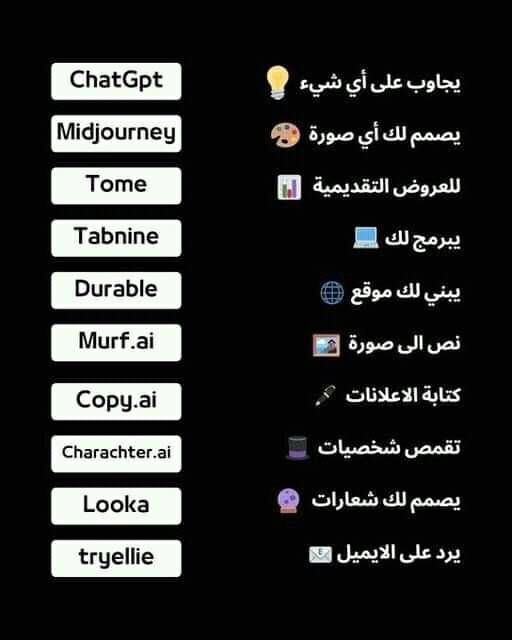 ChatGpt يجاوب على أي شيء
Midjourney يصمم لك أي صورة
Tome للعروض التقديمية
Tabnine يبرمج لك
Durable يبني لك موقع
Murf.ai نص الى صورة
Copy.ai كتابة الاعلانات
Charachter.ai تقمص شخصيات
Looka يصمم لك شعارات
tryellie يرد على الايميل